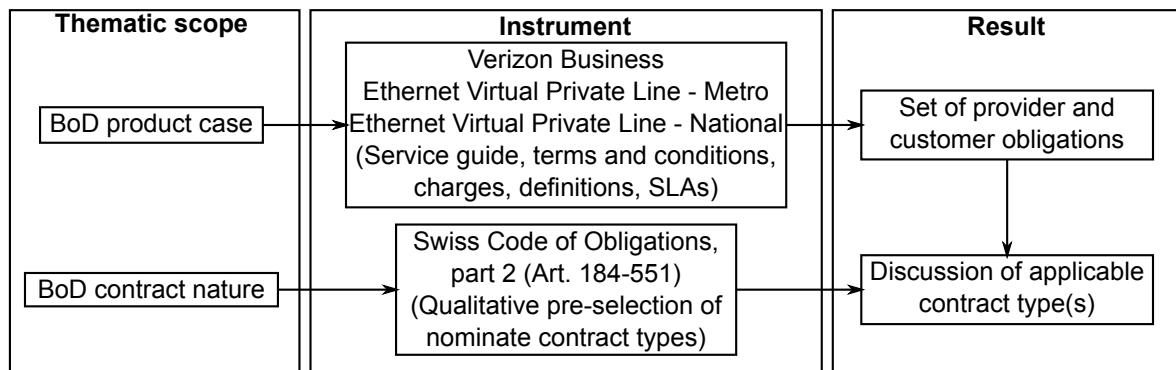 Thematic scope
Instrument
Result
BoD product case
Verizon Business
Ethernet Virtual Private Line - Metro
Ethernet Virtual Private Line - National
(Service guide, terms and conditions,
charges, definitions, SLAs)
Set of provider and
customer obligations
BoD contract nature
Swiss Code of Obligations,
part 2 (Art. 184-551)
(Qualitative pre-selection of
nominate contract types)
Discussion of applicable
contract type(s)